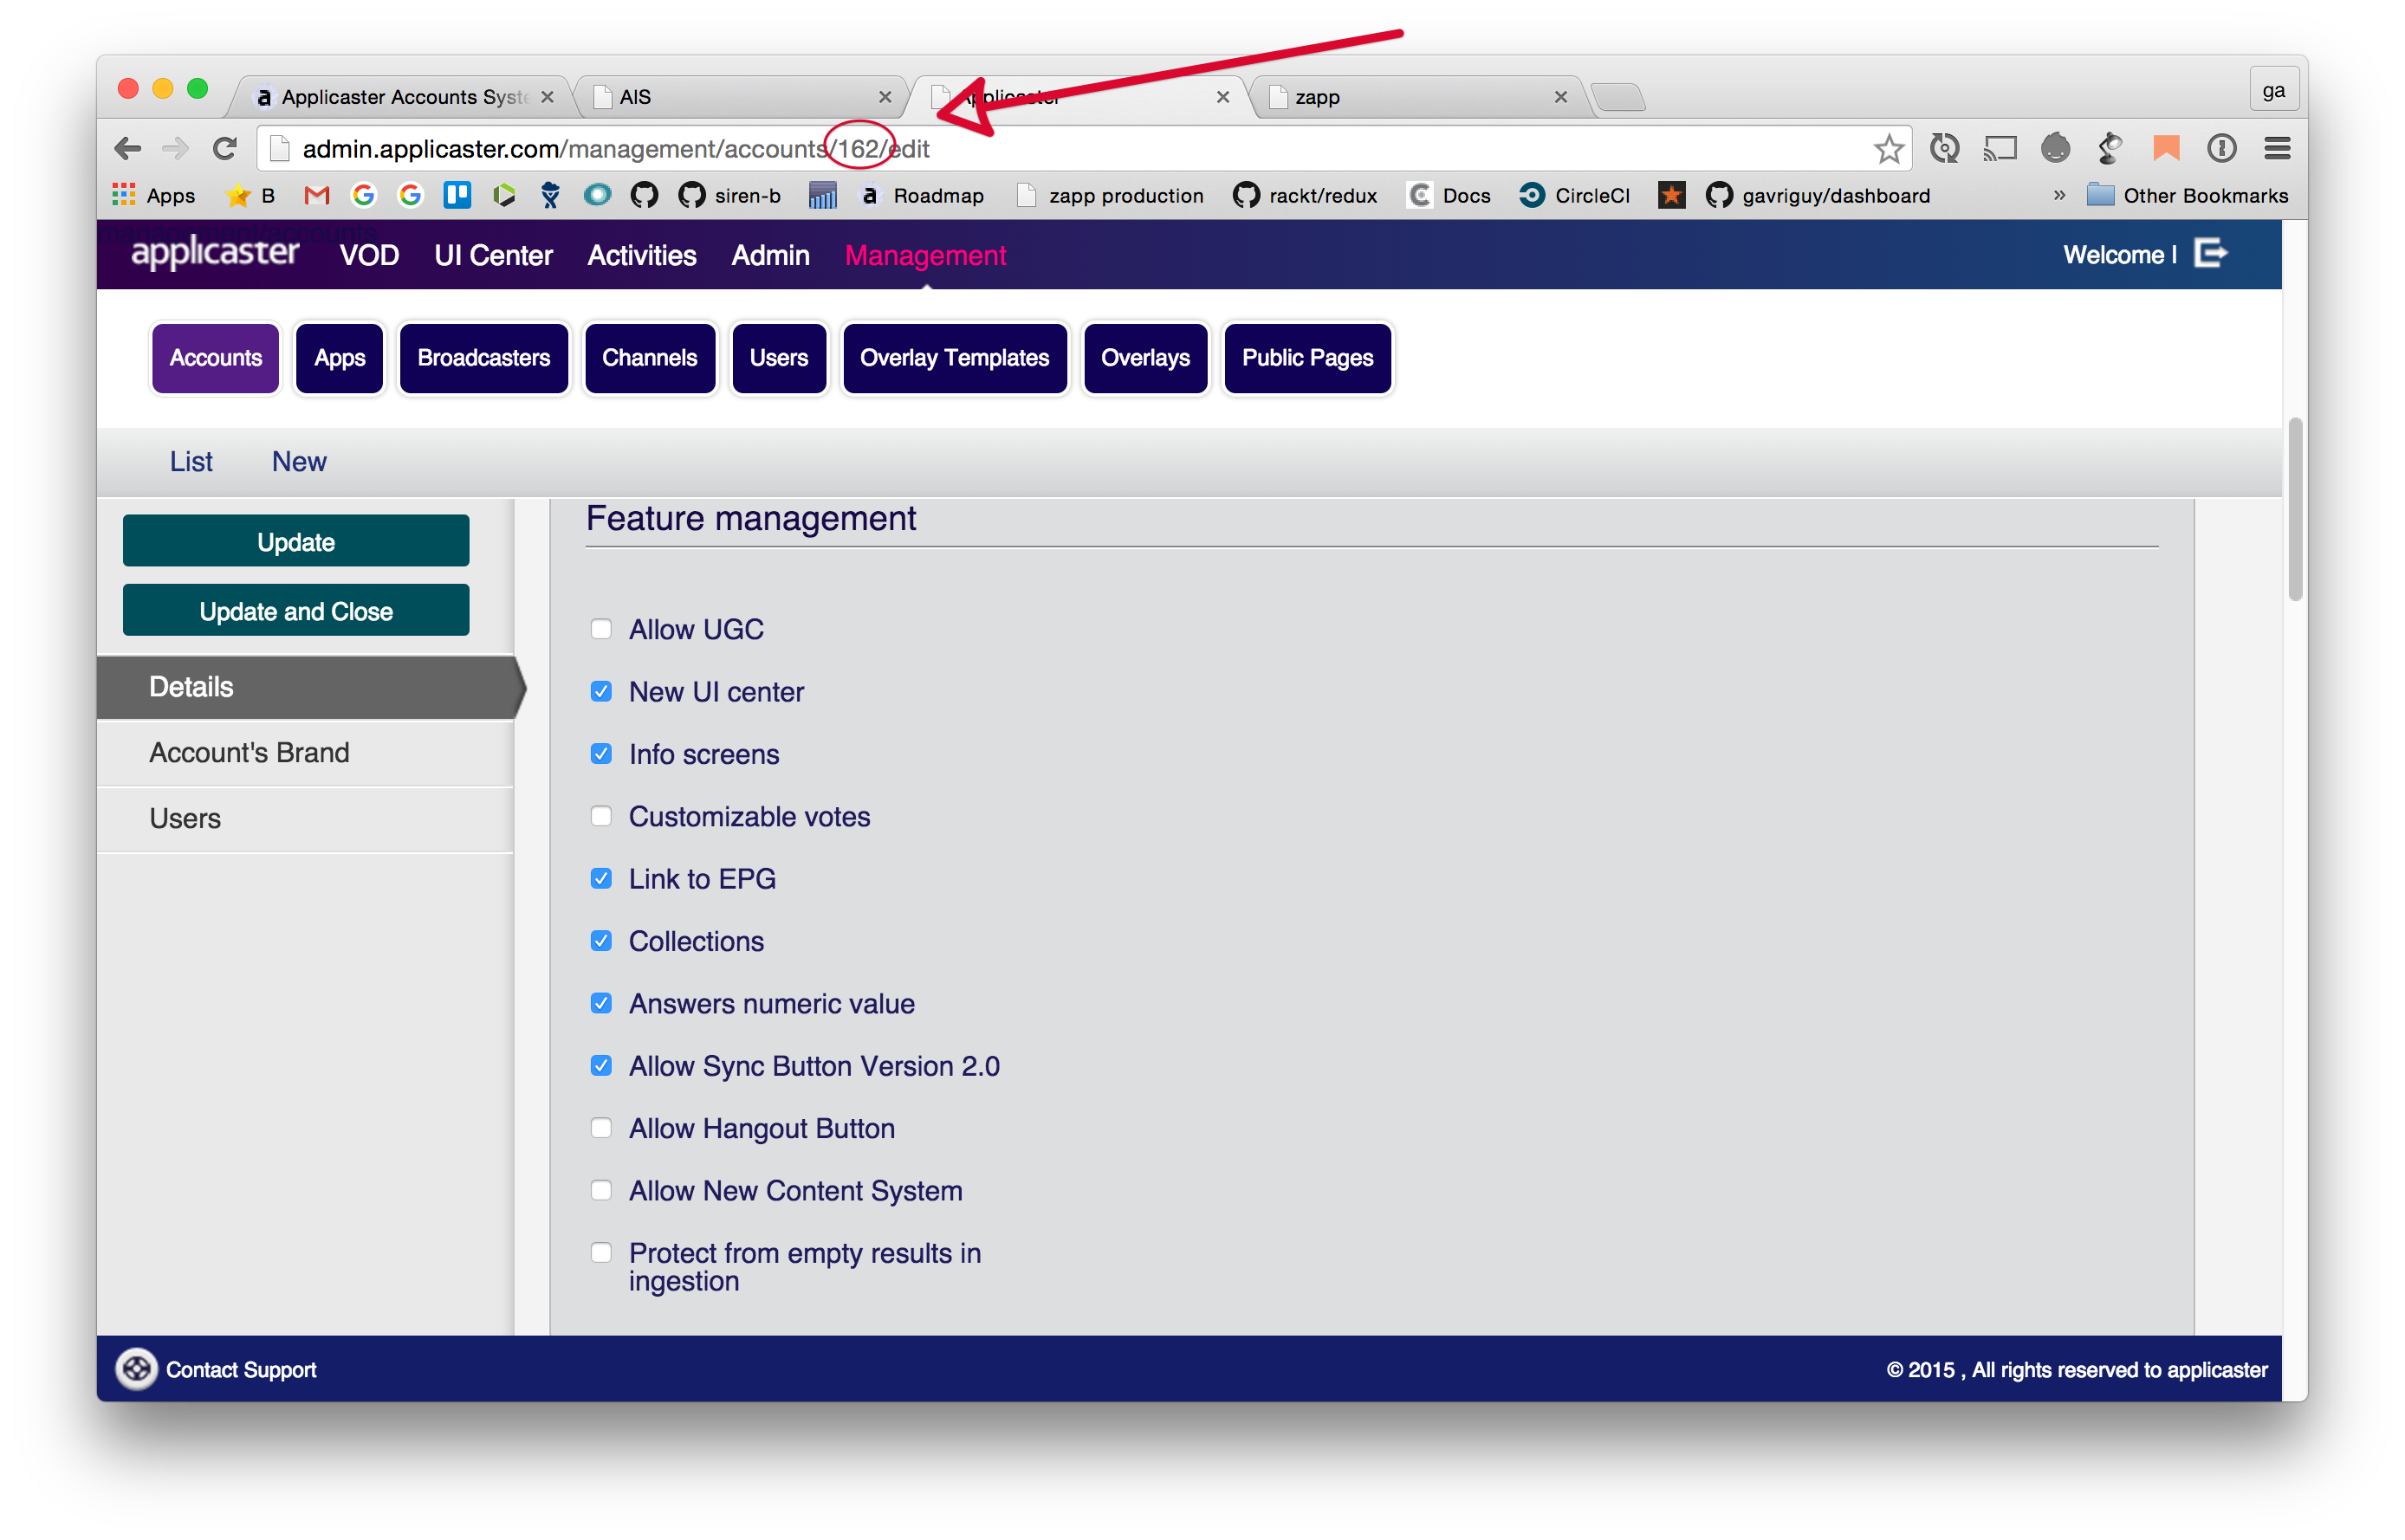 Applicaster Accounts Syste
AIS
Applicaster
zapp
ga
admin.applicaster.com/management/accounts/162/edit
Apps
B
siren-b
a Roadmap
zapp production
rackt/redux
Docs
CircleCI
gavriguy/dashboard
»
Other Bookmarks
management/accounts
applicaster
VOD
UI Center
Activities
Admin
Management
Welcome I
Accounts
Apps
Broadcasters
Channels
Users
Overlay Templates
Overlays
Public Pages
List
New
Update
Update and Close
Details
Account's Brand
Users
Feature management
Allow UGC
New UI center
Info screens
Customizable votes
Link to EPG
Collections
Answers numeric value
Allow Sync Button Version 2.0
Allow Hangout Button
Allow New Content System
Protect from empty results in
ingestion
Contact Support
© 2015 , All rights reserved to applicaster